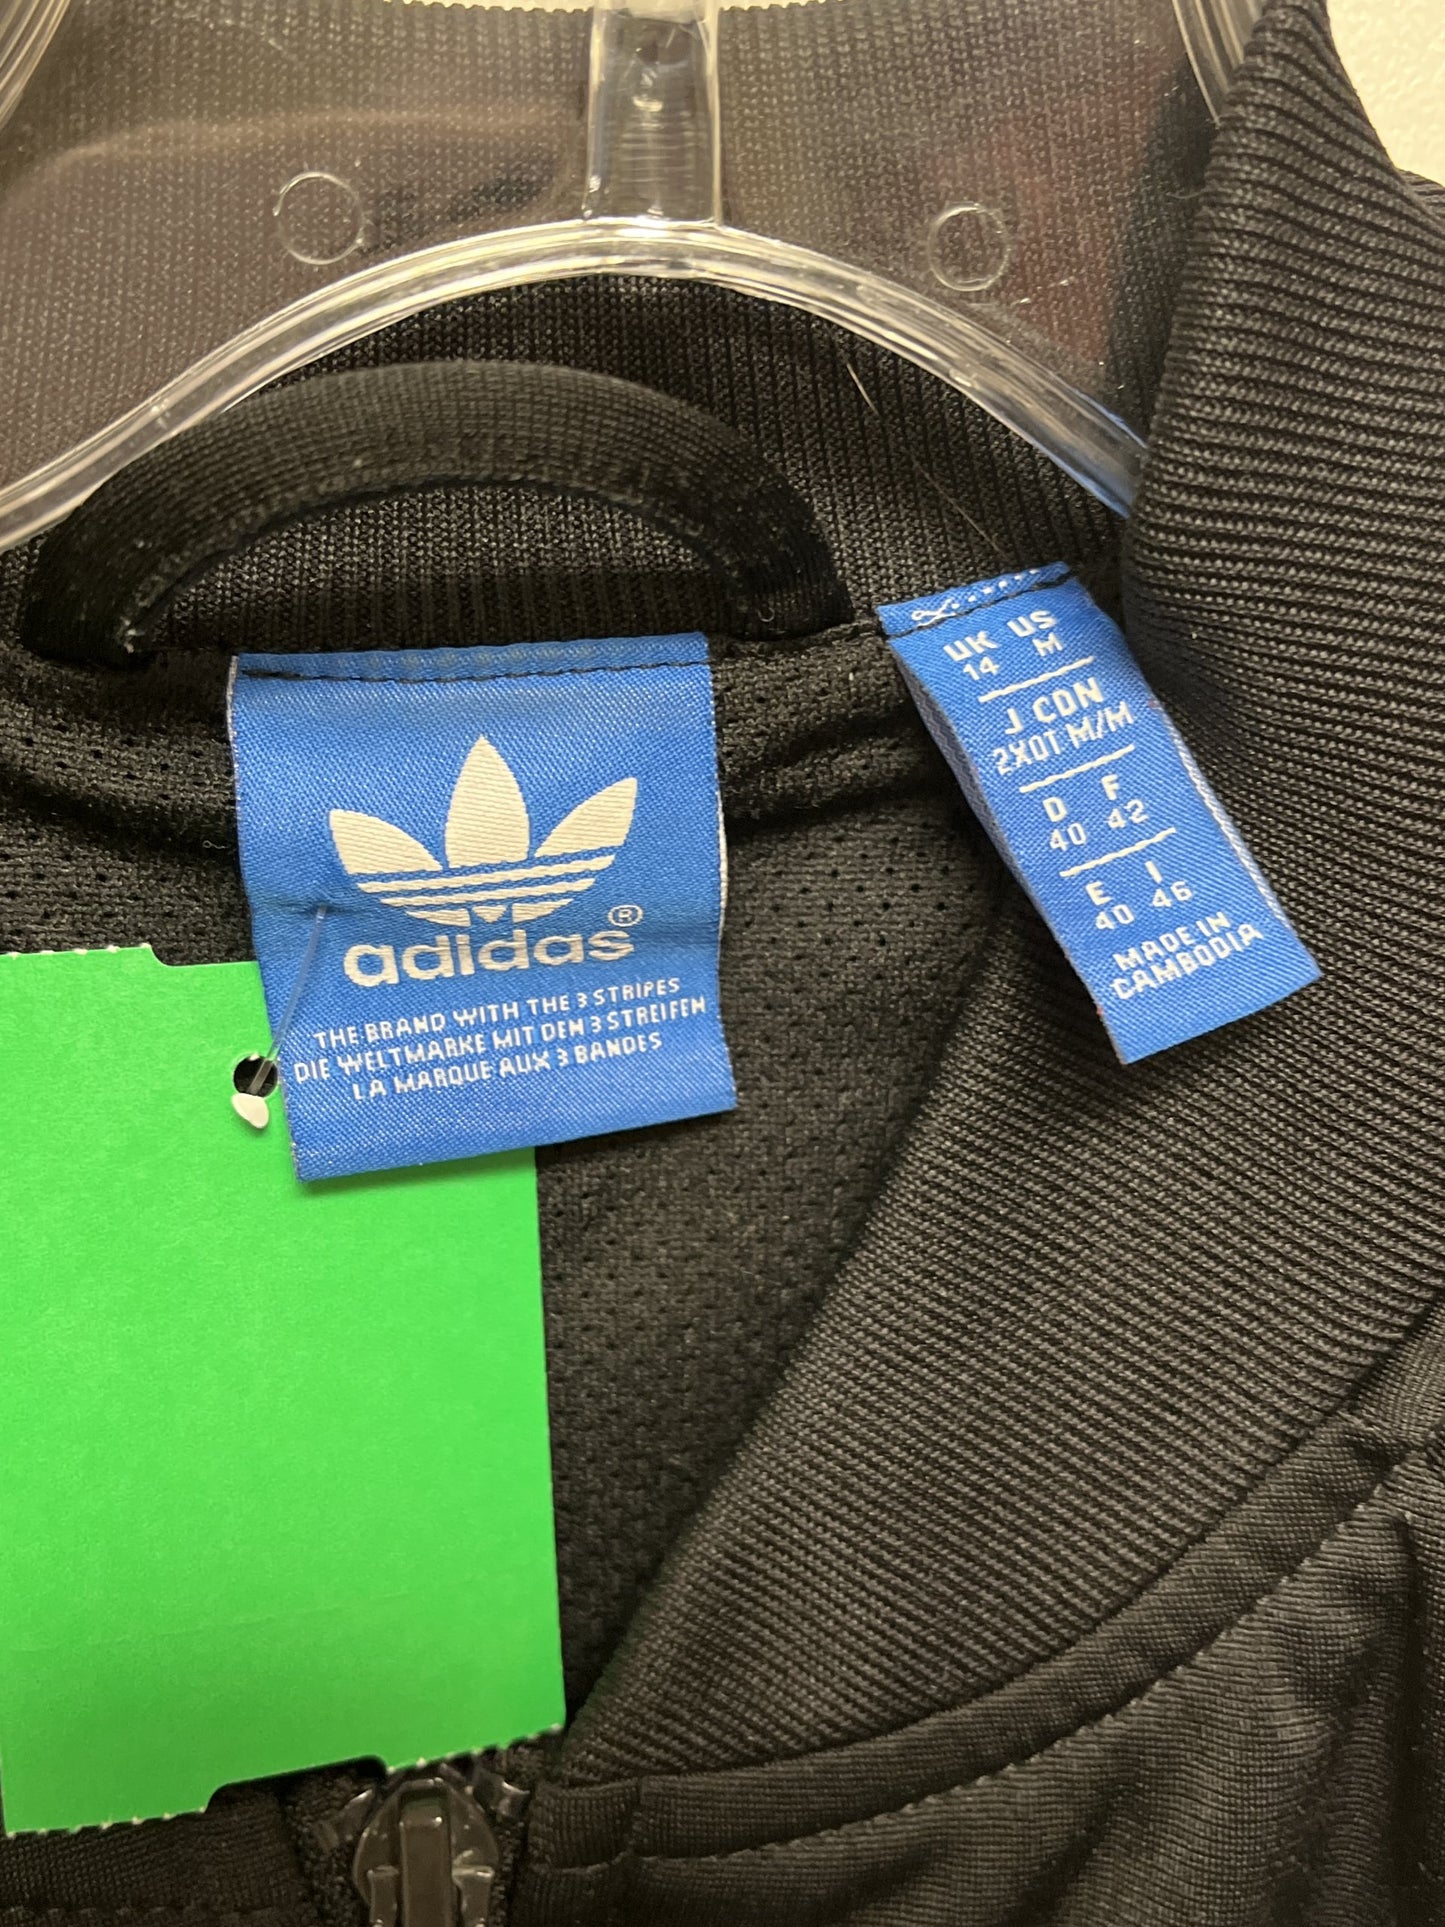 adidas®
THE BRAND WITH THE 3 STRIPES
DIE WELTMARKE MIT DEN 3 STREIFEN
LA MARQUE AUX 3 BANDES
UK US
14 M
J CDN
2XOT M/M
D F
40 42
E I
40 46
MADE IN
CAMBODIA